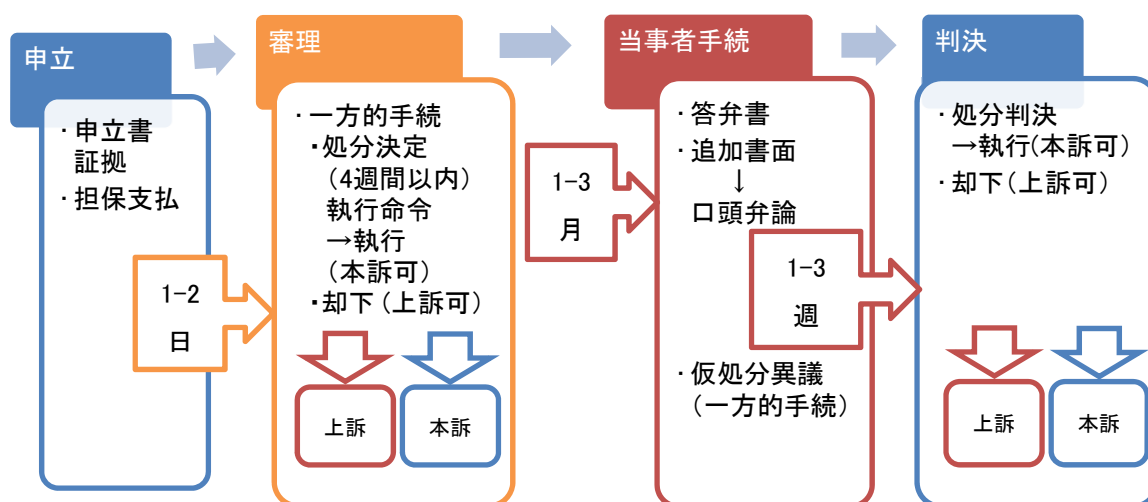 申立
・申立書
証拠
・担保支払
1-2
日
審理
・一方的手続
・処分決定
（4週間以内）
執行命令
→執行
（本訴可）
・却下（上訴可）
上訴
本訴
1-3
月
当事者手続
・答弁書
・追加書面
↓
口頭弁論
1-3
週
・仮処分異議
（一方的手続）
判決
・処分判決
→執行（本訴可）
・却下（上訴可）
上訴
本訴